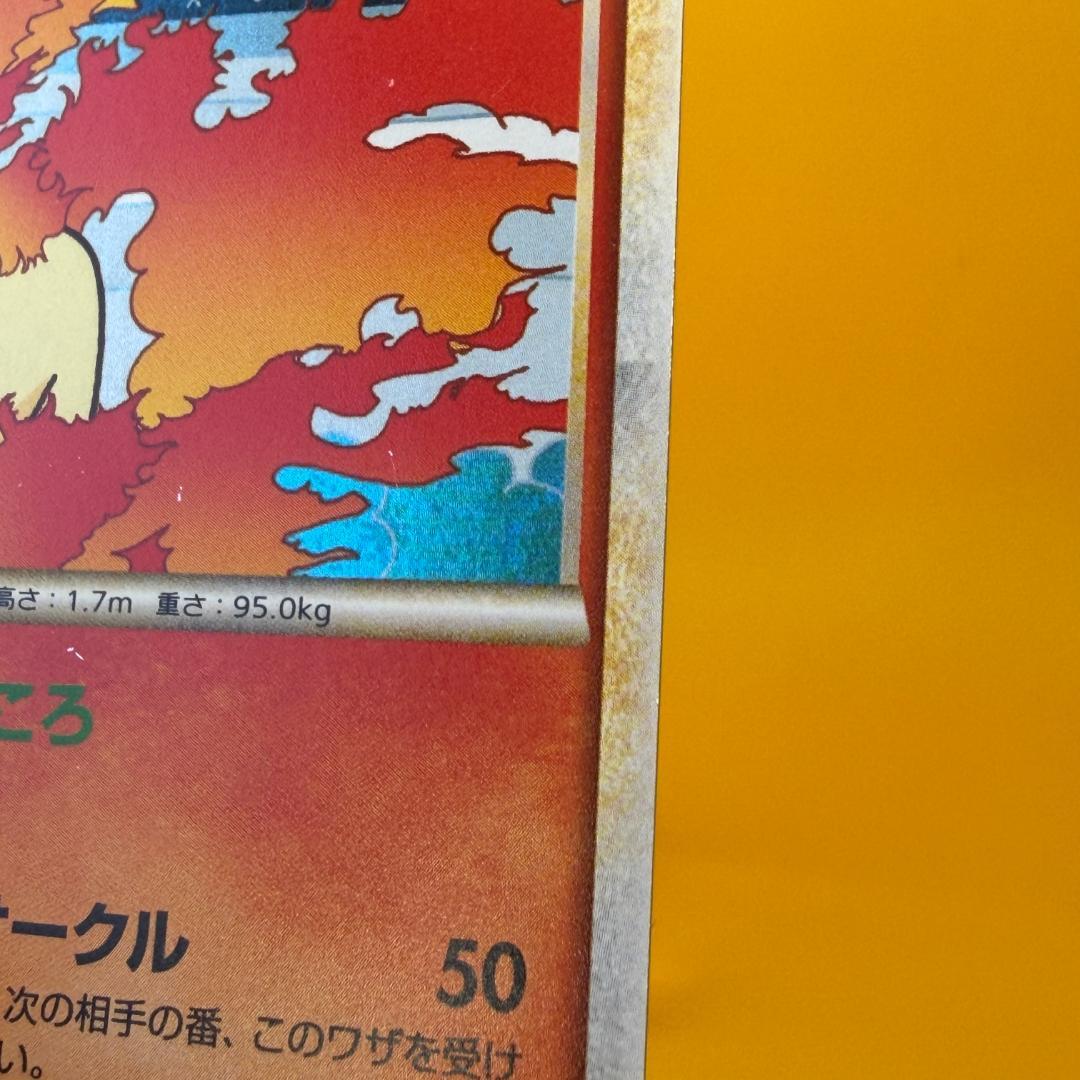 高さ：1.7m 重さ：95.0kg
ころ
ークル 50
次の相手の番、このワザを受け
い。